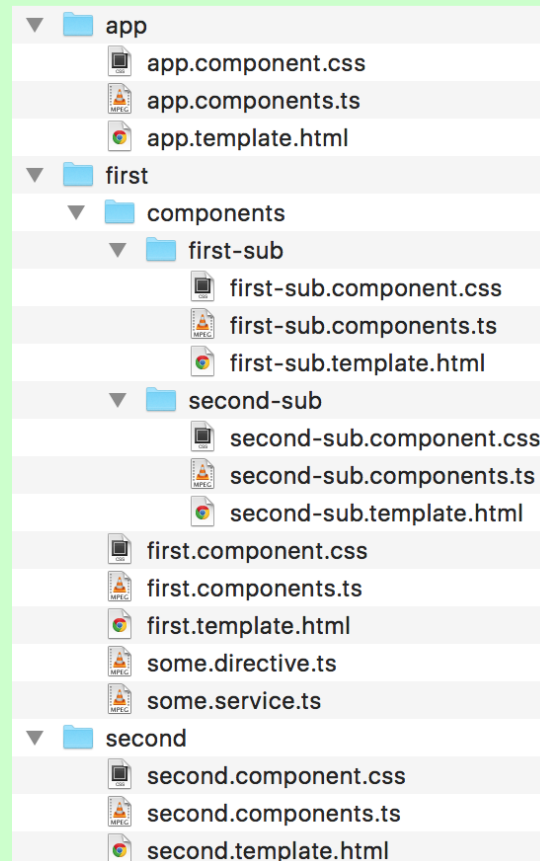 app
app.component.css
app.components.ts
app.template.html
first
components
first-sub
first-sub.component.css
first-sub.components.ts
first-sub.template.html
second-sub
second-sub.component.css
second-sub.components.ts
second-sub.template.html
first.component.css
first.components.ts
first.template.html
some.directive.ts
some.service.ts
second
second.component.css
second.components.ts
second.template.html